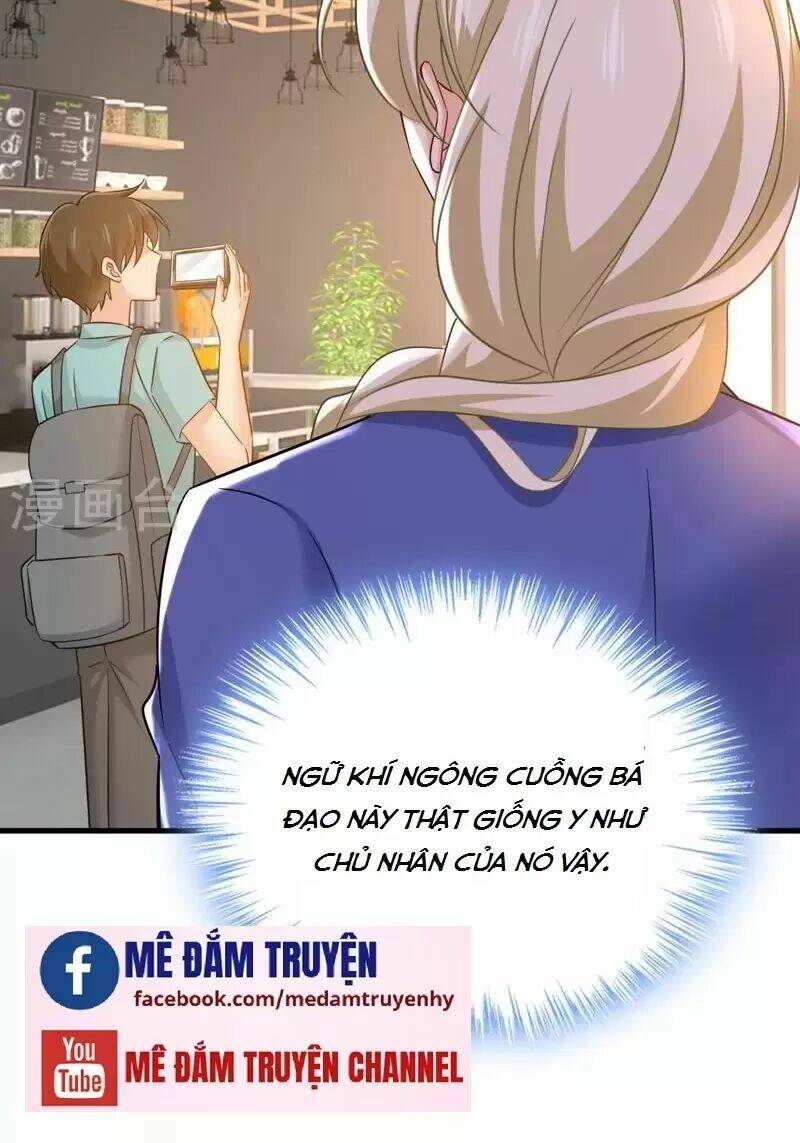 漫画台
NGỮ KHÍ NGÔNG CUỒNG BÁ
ĐẠO NÀY THẬT GIỐNG Y NHƯ
CHỦ NHÂN CỦA NÓ VẬY.
f MÊ ĐẮM TRUYỆN
facebook.com/medamtruyenhy
You
Tube
MÊ ĐẮM TRUYỆN CHANNEL